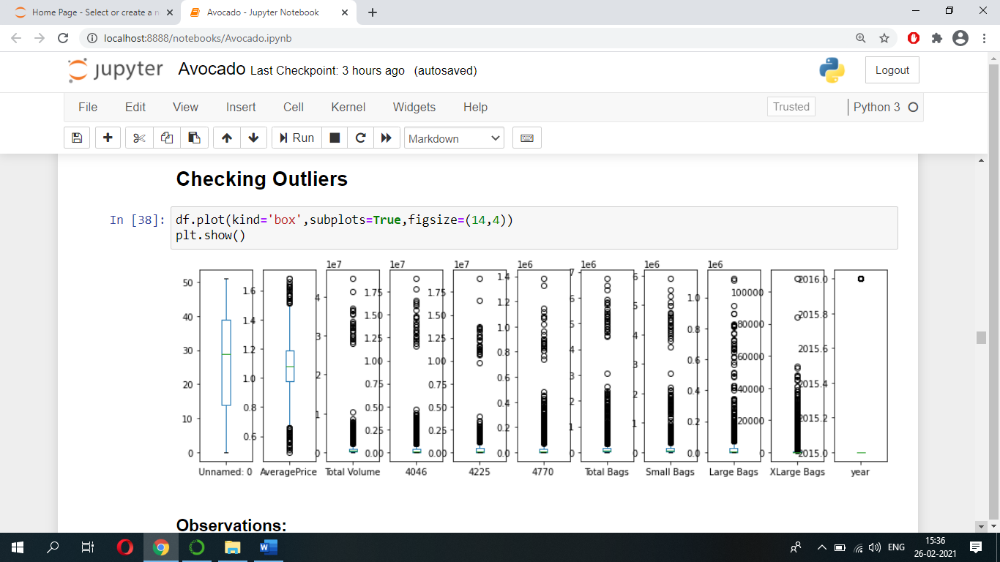 Home Page - Select or create a n
Avocado - Jupyter Notebook
localhost:8888/notebooks/Avocado.ipynb
jupyter Avocado Last Checkpoint: 3 hours ago (autosaved)
Logout
File Edit View Insert Cell Kernel Widgets Help
Trusted
Python 3
Run
Markdown
Checking Outliers
In [38]: df.plot(kind='box',subplots=True,figsize=(14,4))
plt.show()
1e7 1e7 1e7 1e6 1e6 1e6 1e6
50 40 30 20 10 0
1.6 1.4 1.2 1.0 0.8 0.6
4 3 2 1 0
1.75 1.50 1.25 1.00 0.75 0.50 0.25 0.00
1.75 1.50 1.25 1.00 0.75 0.50 0.25 0.00
1.4 1.2 1.0 0.8 0.6 0.4 0.2 0.0
7 6 5 4 3 2 1 0
6 5 4 3 2 1 0
1.0 0.8 0.6 0.4 0.2 0.0
100000 80000 60000 40000 20000 0
2016.0 2015.8 2015.6 2015.4 2015.2 2015.0
Unnamed: 0 AveragePrice Total Volume 4046 4225 4770 Total Bags Small Bags Large Bags XLarge Bags year
Observations:
ENG
15:36
26-02-2021